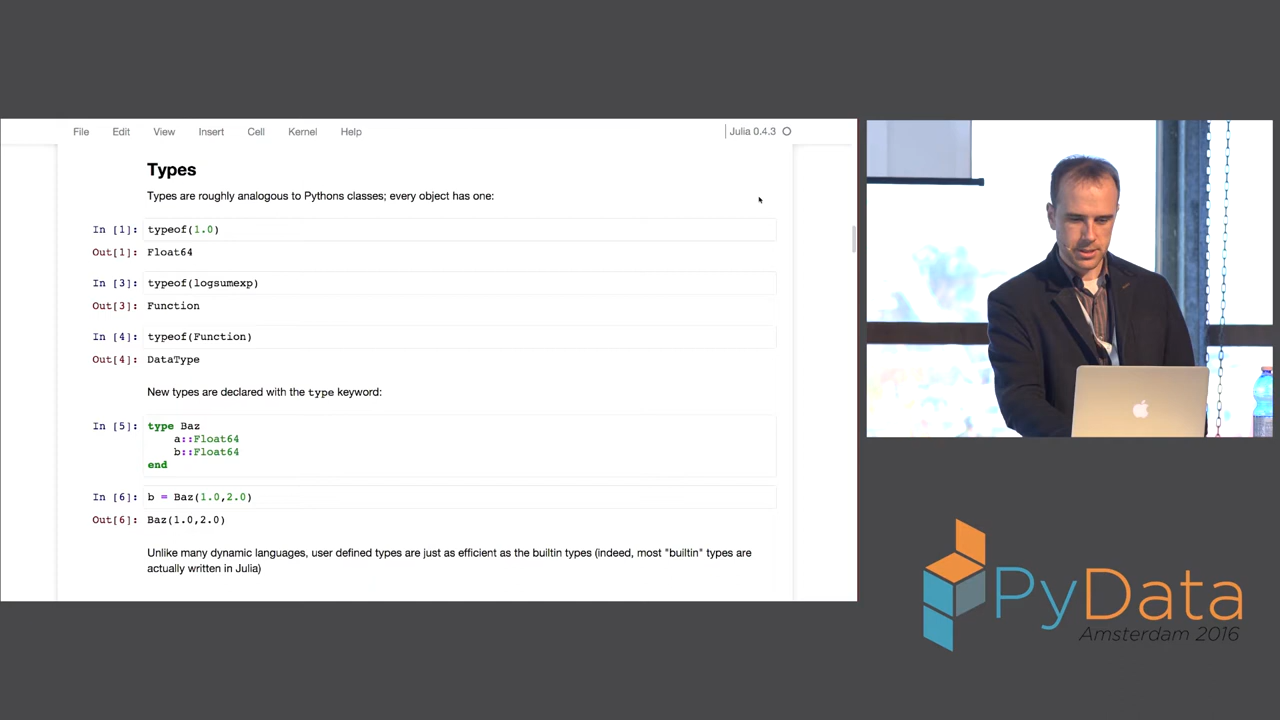 File Edit View Insert Cell Kernel Help Julia 0.4.3
Types
Types are roughly analogous to Pythons classes; every object has one:
In [1]: typeof(1.0)
Out[1]: Float64
In [3]: typeof(logsumexp)
Out[3]: Function
In [4]: typeof(Function)
Out[4]: DataType
New types are declared with the type keyword:
In [5]: type Baz
a::Float64
b::Float64
end
In [6]: b = Baz(1.0,2.0)
Out[6]: Baz(1.0,2.0)
Unlike many dynamic languages, user defined types are just as efficient as the builtin types (indeed, most "builtin" types are
actually written in Julia)
PyData
Amsterdam 2016